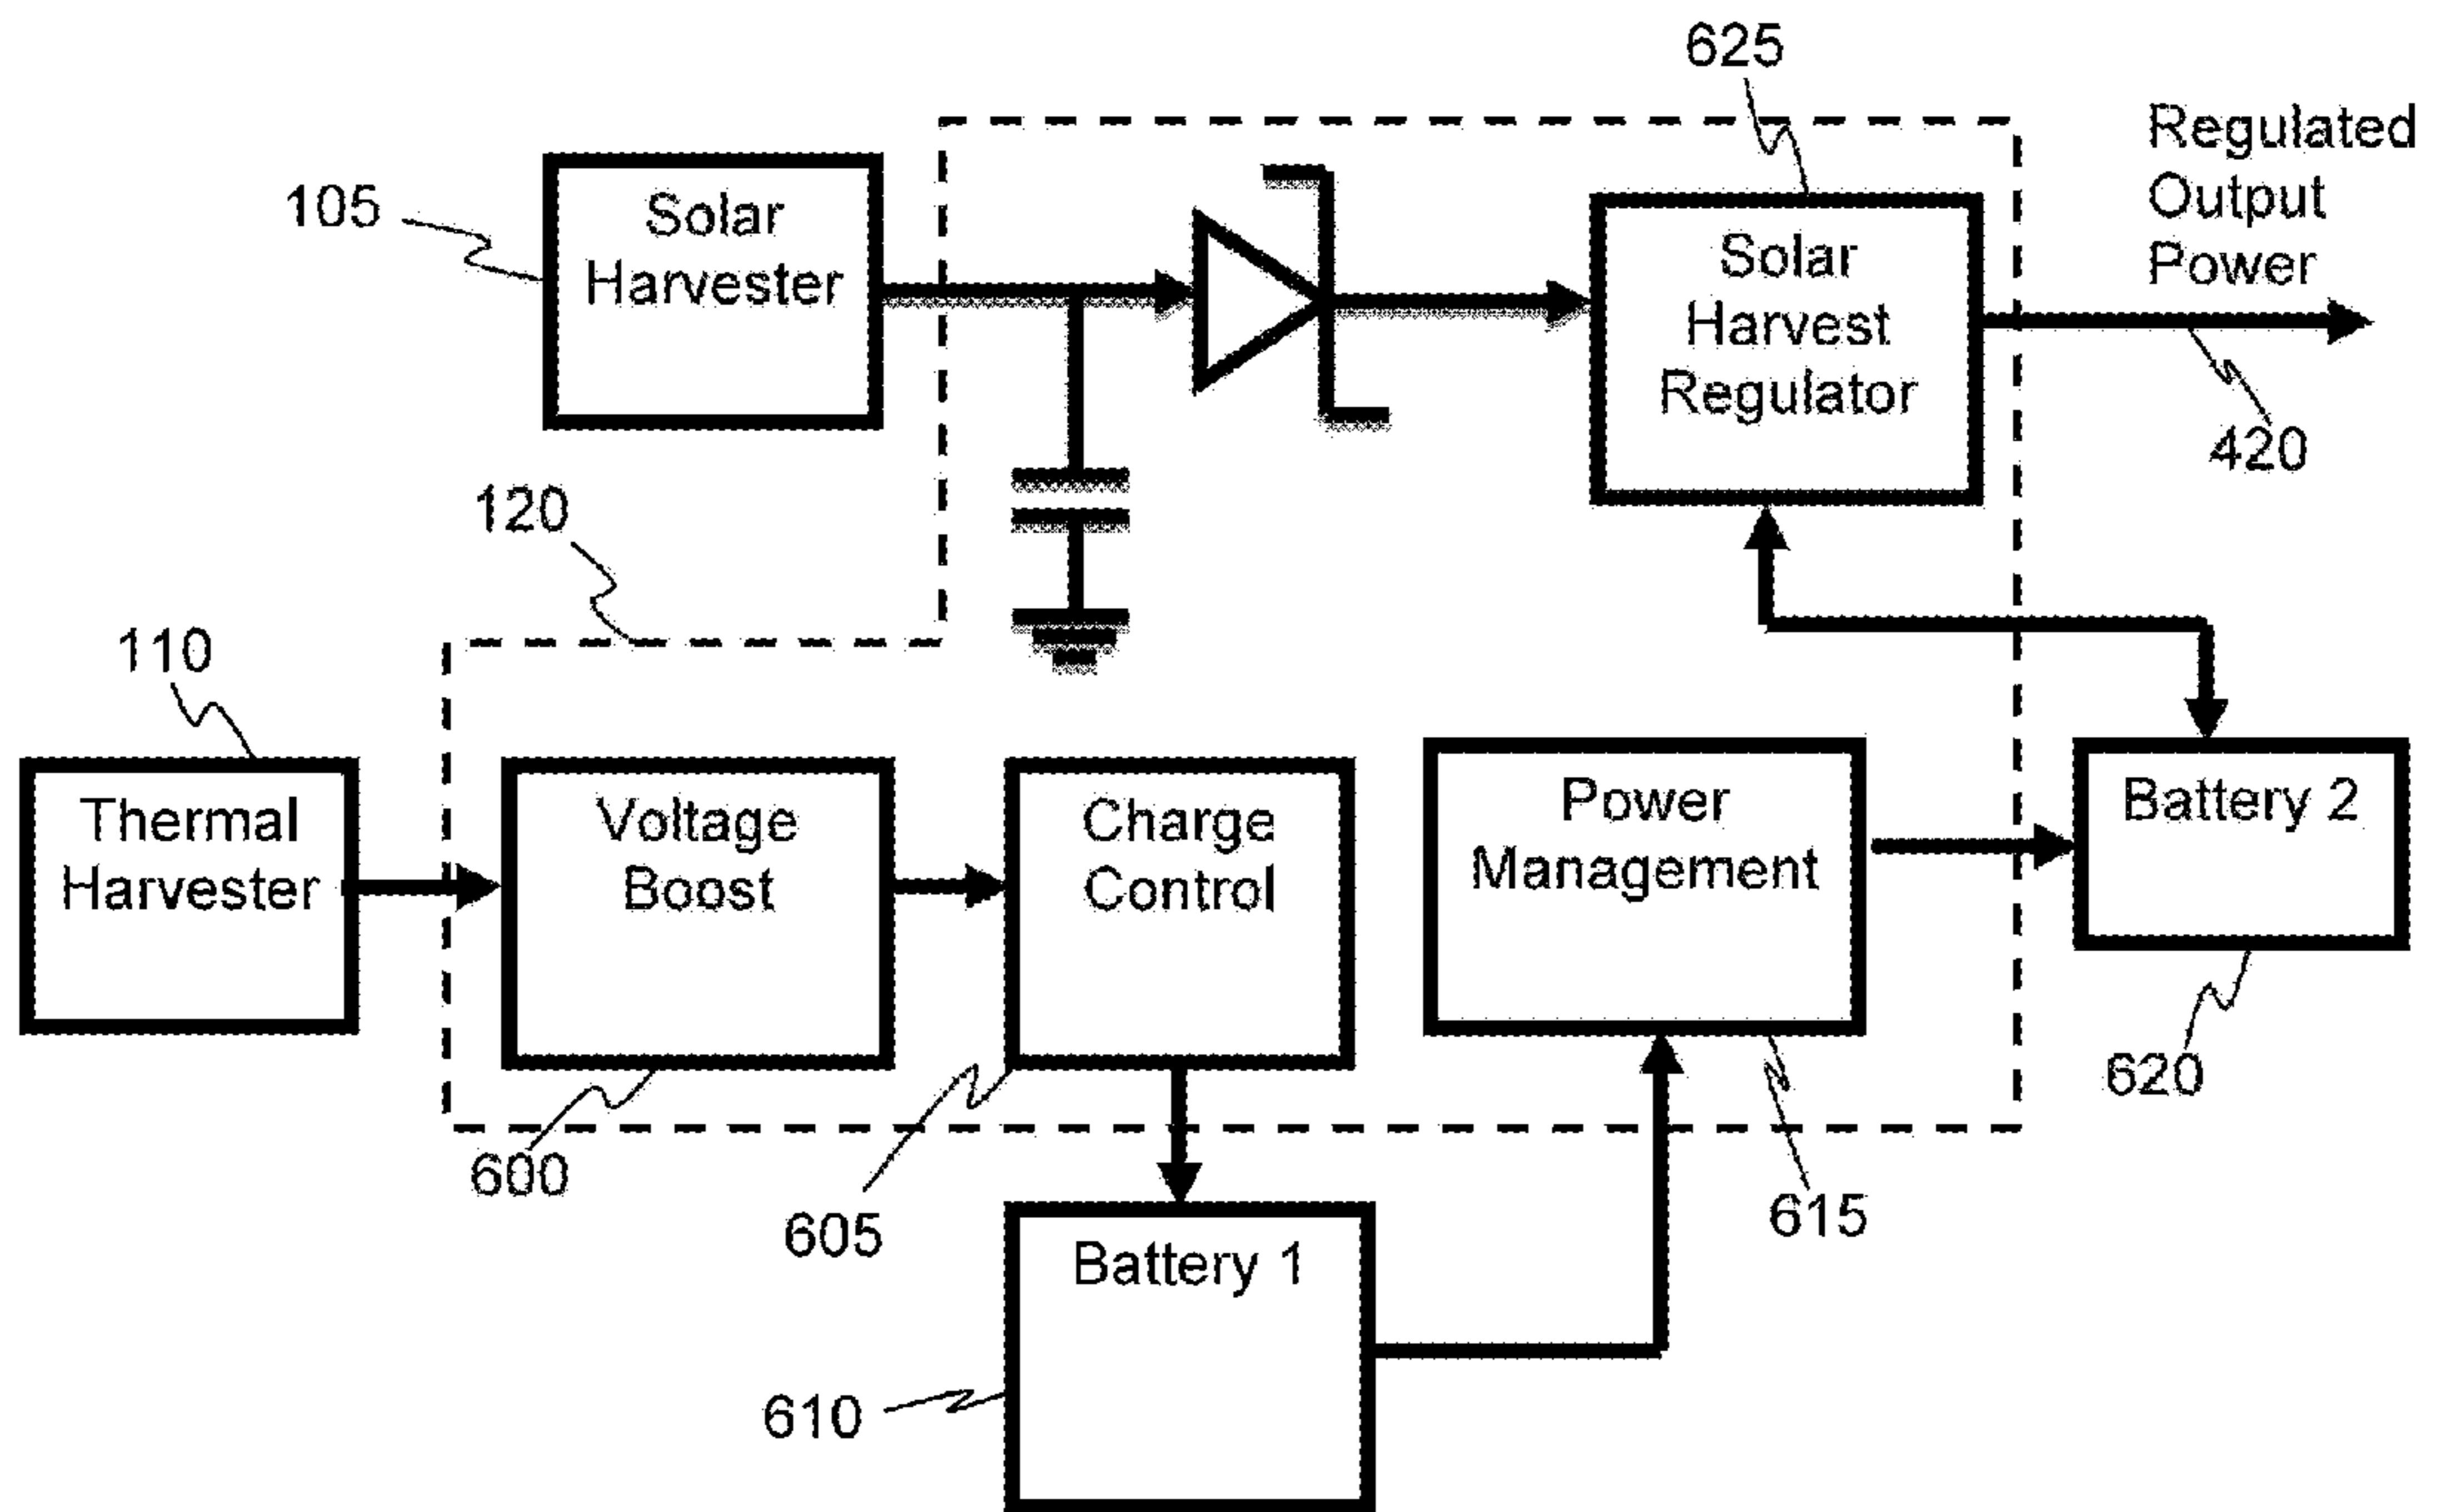 625
Regulated
Output
Power
105
Solar
Harvester
Solar
Harvest
Regulator
420
120
110
Thermal
Harvester
Voltage
Boost
Charge
Control
Power
Management
Battery 2
600
605
615
620
Battery 1
610